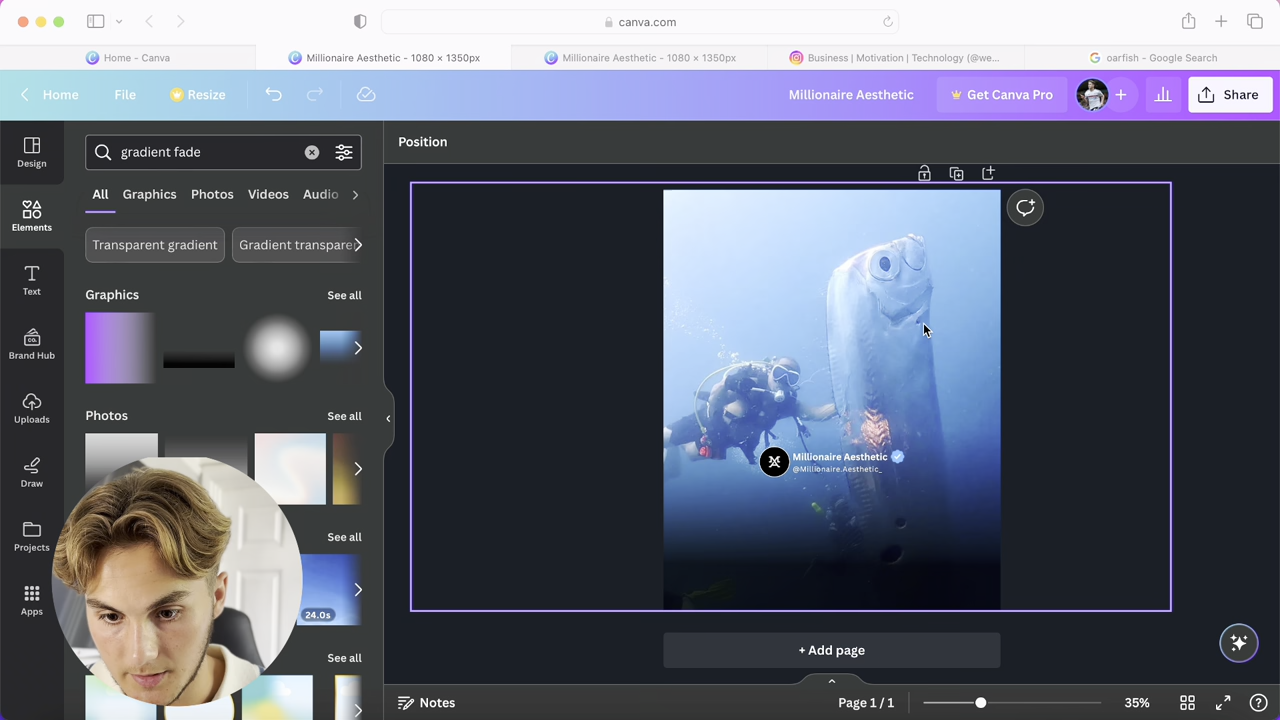 canva.com
Home - Canva
Millionaire Aesthetic - 1080 × 1350px
Millionaire Aesthetic - 1080 × 1350px
Business | Motivation | Technology (@we...
oarfish - Google Search
Home
File
Resize
Millionaire Aesthetic
Get Canva Pro
Share
Design
Elements
Text
Brand Hub
Uploads
Draw
Projects
Apps
gradient fade
All
Graphics
Photos
Videos
Audio
Transparent gradient
Gradient transpare
Graphics
See all
Photos
See all
See all
24.0s
See all
Position
Millionaire Aesthetic
@Millionaire.Aesthetic_
+ Add page
Notes
Page 1 / 1
35%